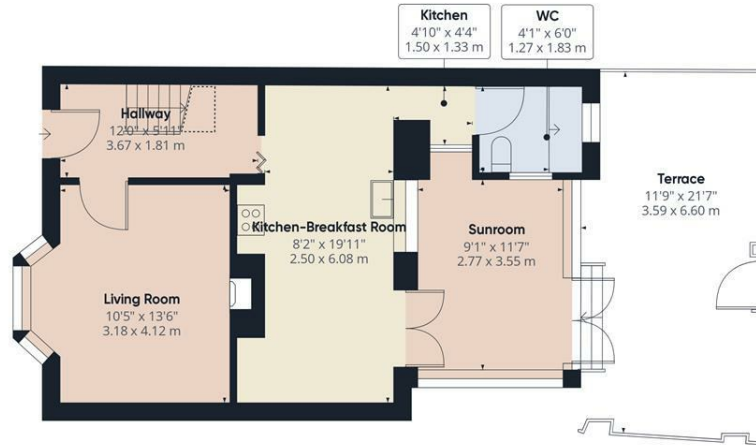 Kitchen
4'10" x 4'4"
1.50 x 1.33 m
WC
4'1" x 6'0"
1.27 x 1.83 m
Hallway
12'0" x 5'11"
3.67 x 1.81 m
Terrace
11'9" x 21'7"
3.59 x 6.60 m
Kitchen-Breakfast Room
8'2" x 19'11"
2.50 x 6.08 m
Sunroom
9'1" x 11'7"
2.77 x 3.55 m
Living Room
10'5" x 13'6"
3.18 x 4.12 m